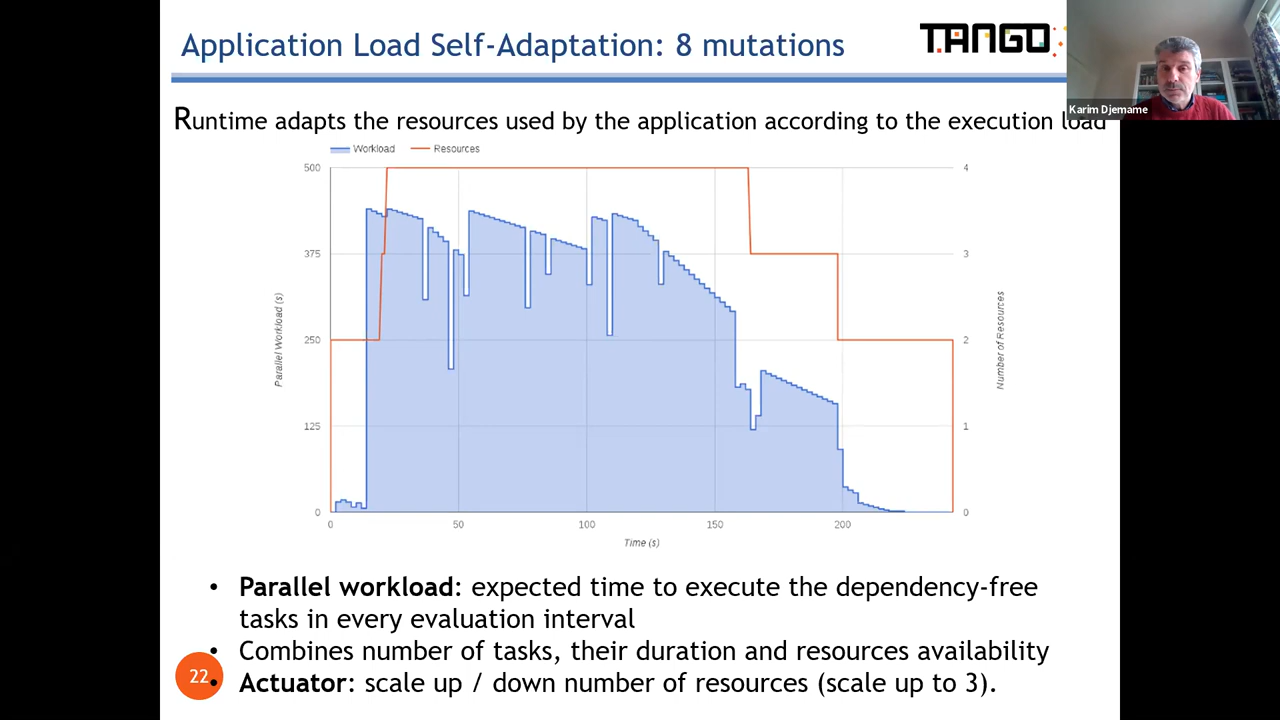 Application Load Self-Adaptation: 8 mutations
TANGO
Karim Djemame
Runtime adapts the resources used by the application according to the execution load
Workload
Resources
500
375
250
125
0
4
3
2
1
0
Parallel Workload (s)
Number of Resources
0
50
100
150
200
Time (s)
• Parallel workload: expected time to execute the dependency-free
tasks in every evaluation interval
• Combines number of tasks, their duration and resources availability
• Actuator: scale up / down number of resources (scale up to 3).
22